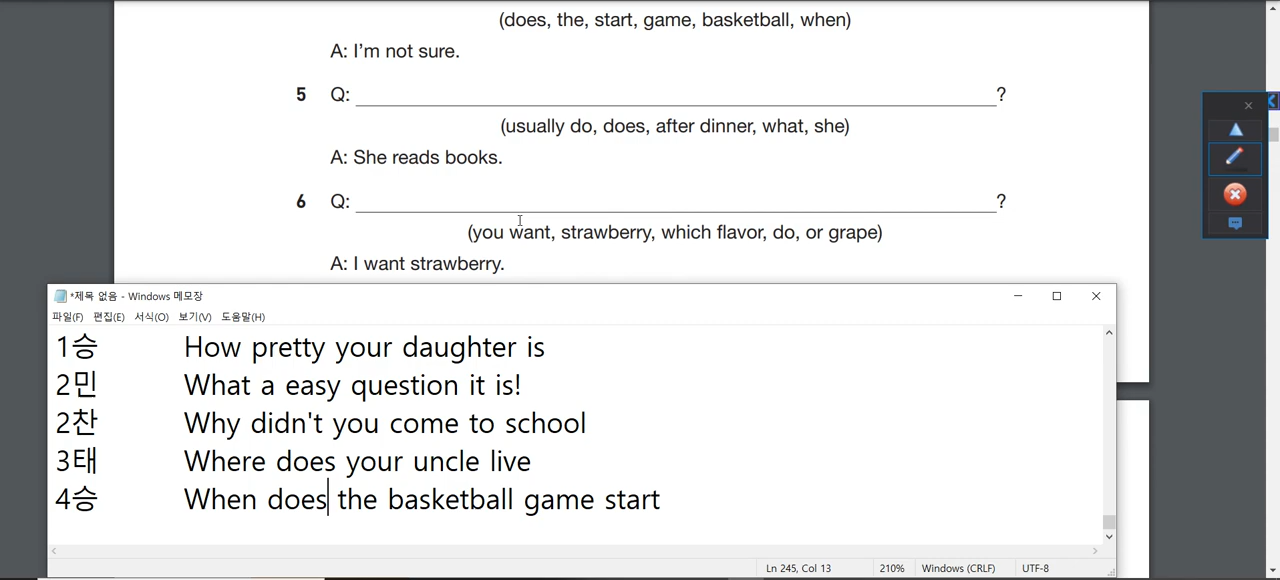 (does, the, start, game, basketball, when)
A: I'm not sure.
5 Q: ?
(usually do, does, after dinner, what, she)
A: She reads books.
6 Q: ?
(you want, strawberry, which flavor, do, or grape)
A: I want strawberry.
*제목 없음 - Windows 메모장
파일(F) 편집(E) 서식(O) 보기(V) 도움말(H)
1승 How pretty your daughter is
2민 What a easy question it is!
2찬 Why didn't you come to school
3태 Where does your uncle live
4승 When does the basketball game start
Ln 245, Col 13 210% Windows (CRLF) UTF-8